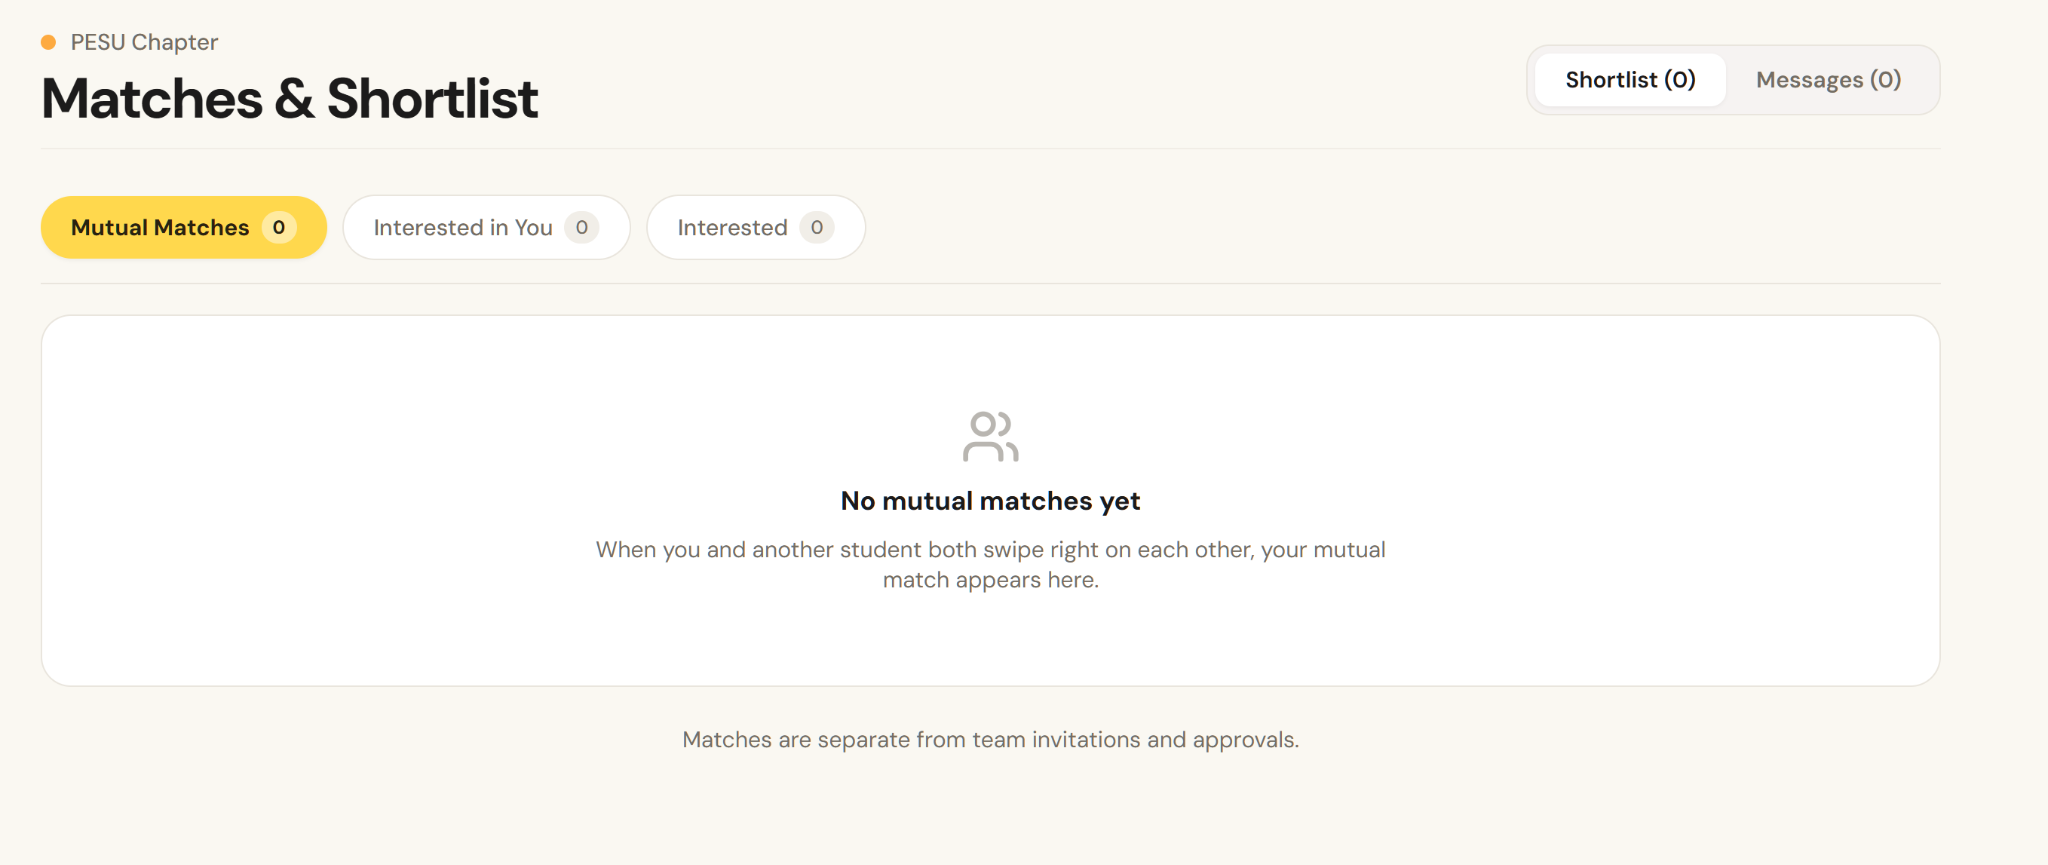 PESU Chapter
Matches & Shortlist
Shortlist (0)
Messages (0)
Mutual Matches 0
Interested in You 0
Interested 0
No mutual matches yet
When you and another student both swipe right on each other, your mutual
match appears here.
Matches are separate from team invitations and approvals.